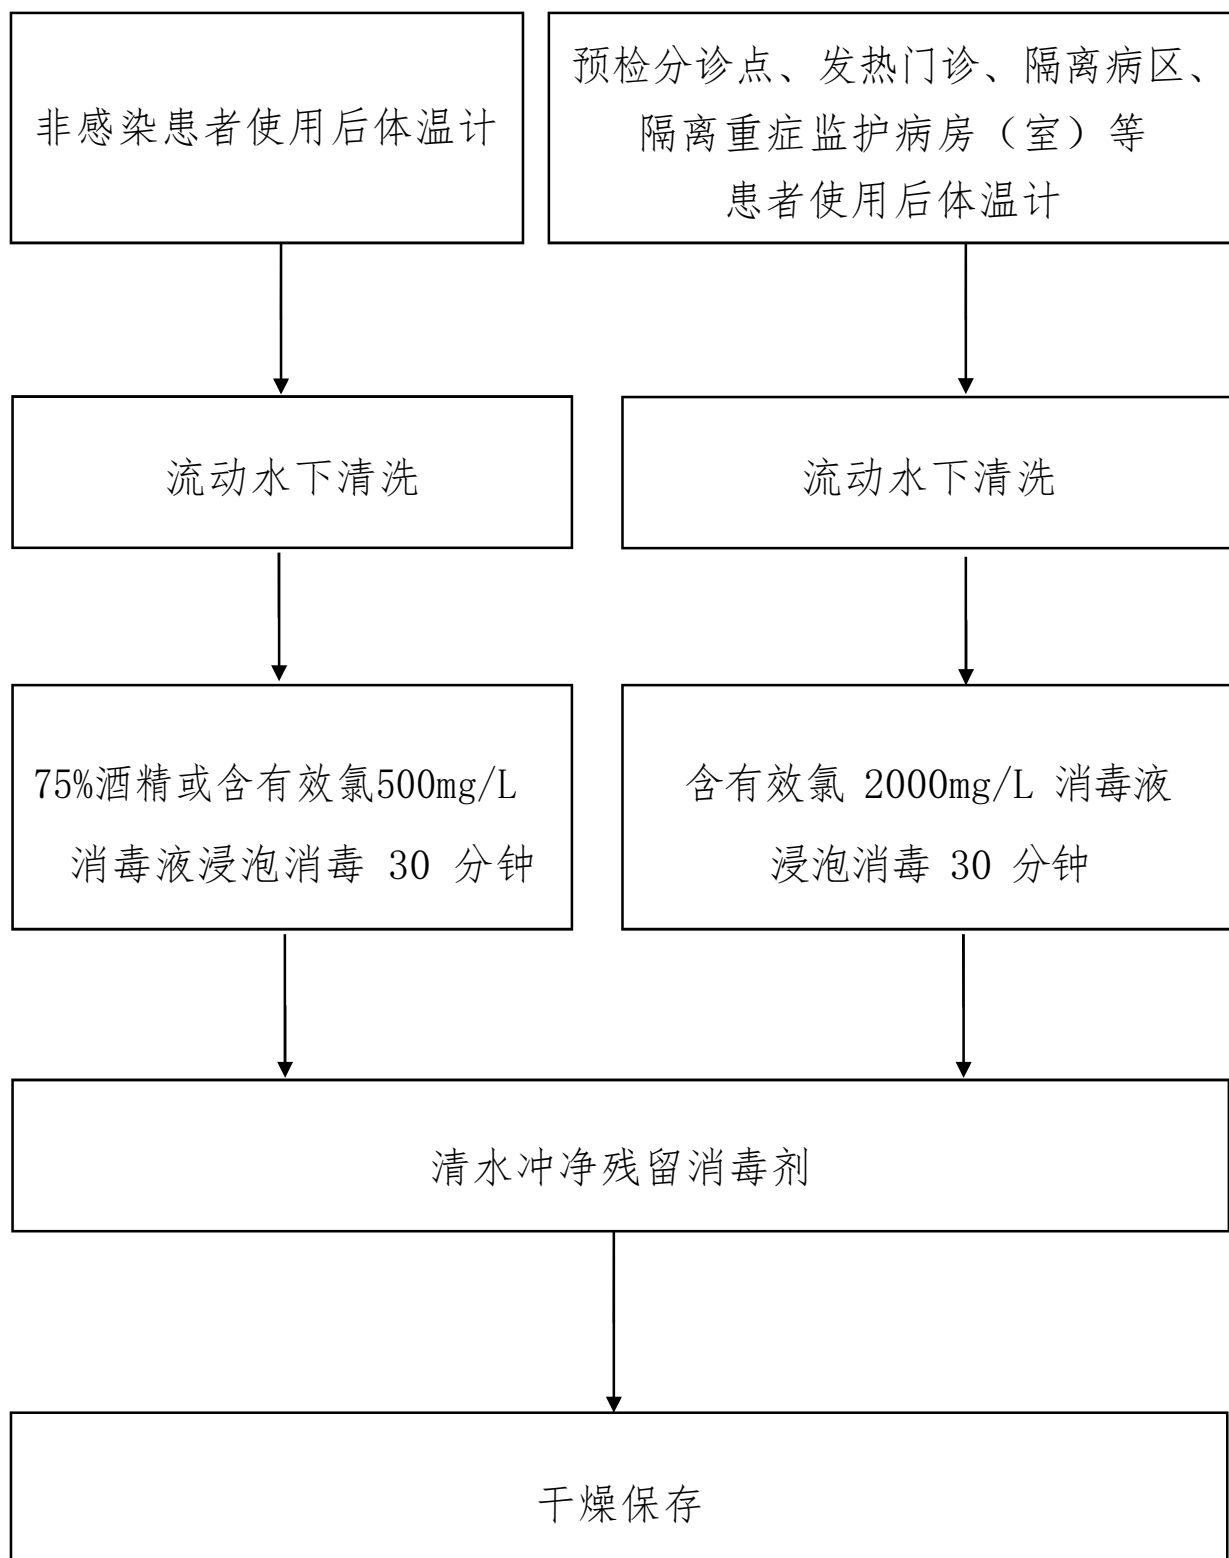 非感染患者使用后体温计
预检分诊点、发热门诊、隔离病区、
隔离重症监护病房（室）等
患者使用后体温计
流动水下清洗
流动水下清洗
75%酒精或含有效氯500mg/L
消毒液浸泡消毒 30 分钟
含有效氯 2000mg/L 消毒液
浸泡消毒 30 分钟
清水冲净残留消毒剂
干燥保存